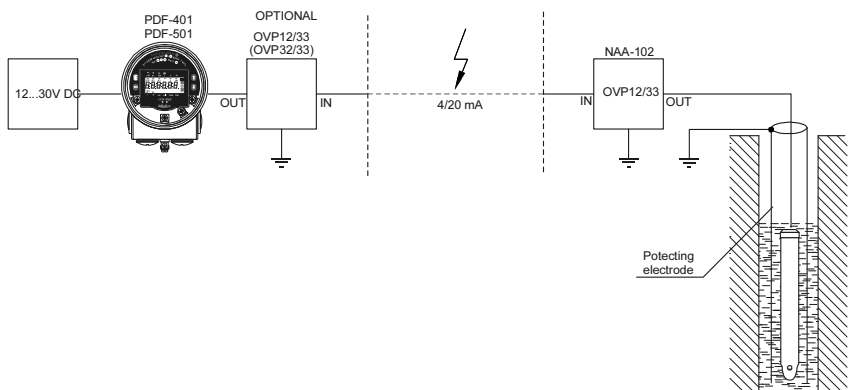 PDF-401
PDF-501
OPTIONAL
OVP12/33
(OVP32/33)
NAA-102
12...30V DC
OUT
IN
4/20 mA
IN
OVP12/33
OUT
Potecting
electrode